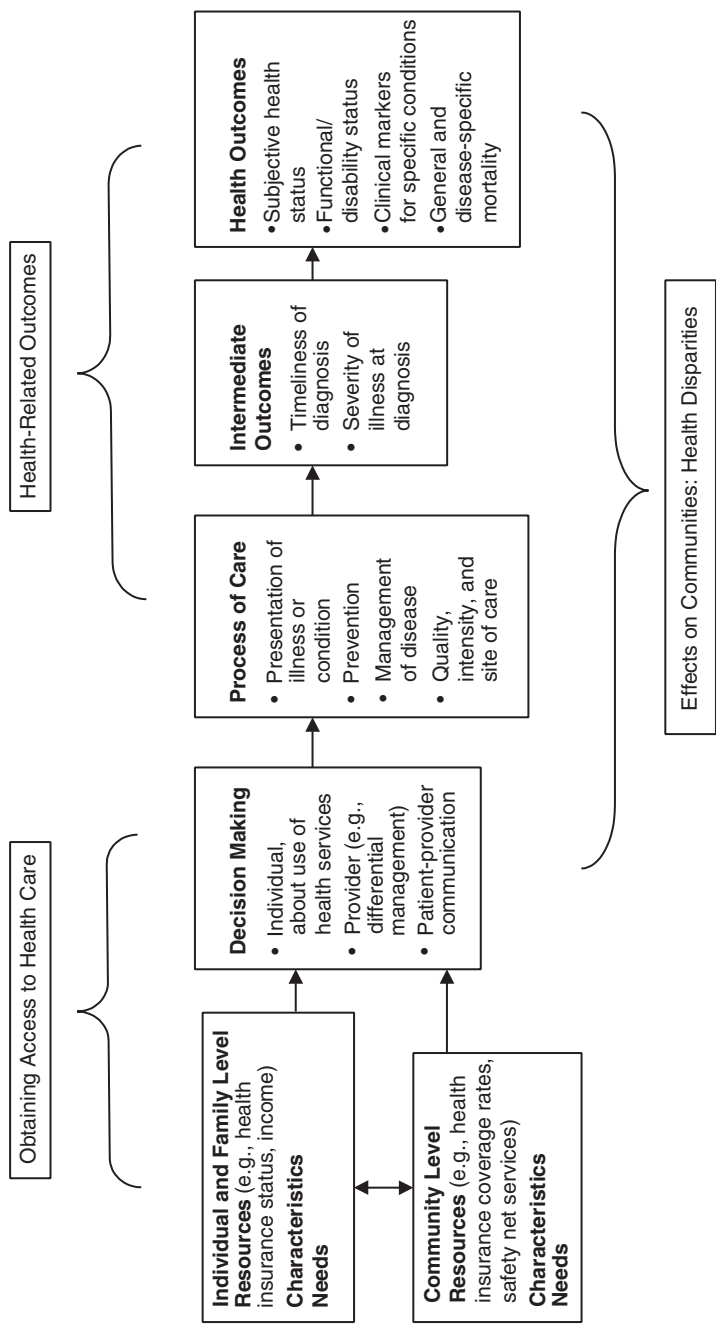 Obtaining Access to Health Care
Health-Related Outcomes
Individual and Family Level
Resources (e.g., health
insurance status, income)
Characteristics
Needs
Community Level
Resources (e.g., health
insurance coverage rates,
safety net services)
Characteristics
Needs
Decision Making
• Individual,
about use of
health services
• Provider (e.g.,
differential
management)
• Patient-provider
communication
Process of Care
• Presentation of
illness or
condition
• Prevention
• Management
of disease
• Quality,
intensity, and
site of care
Intermediate
Outcomes
• Timeliness of
diagnosis
• Severity of
illness at
diagnosis
Health Outcomes
• Subjective health
status
• Functional/
disability status
• Clinical markers
for specific conditions
• General and
disease-specific
mortality
Effects on Communities: Health Disparities